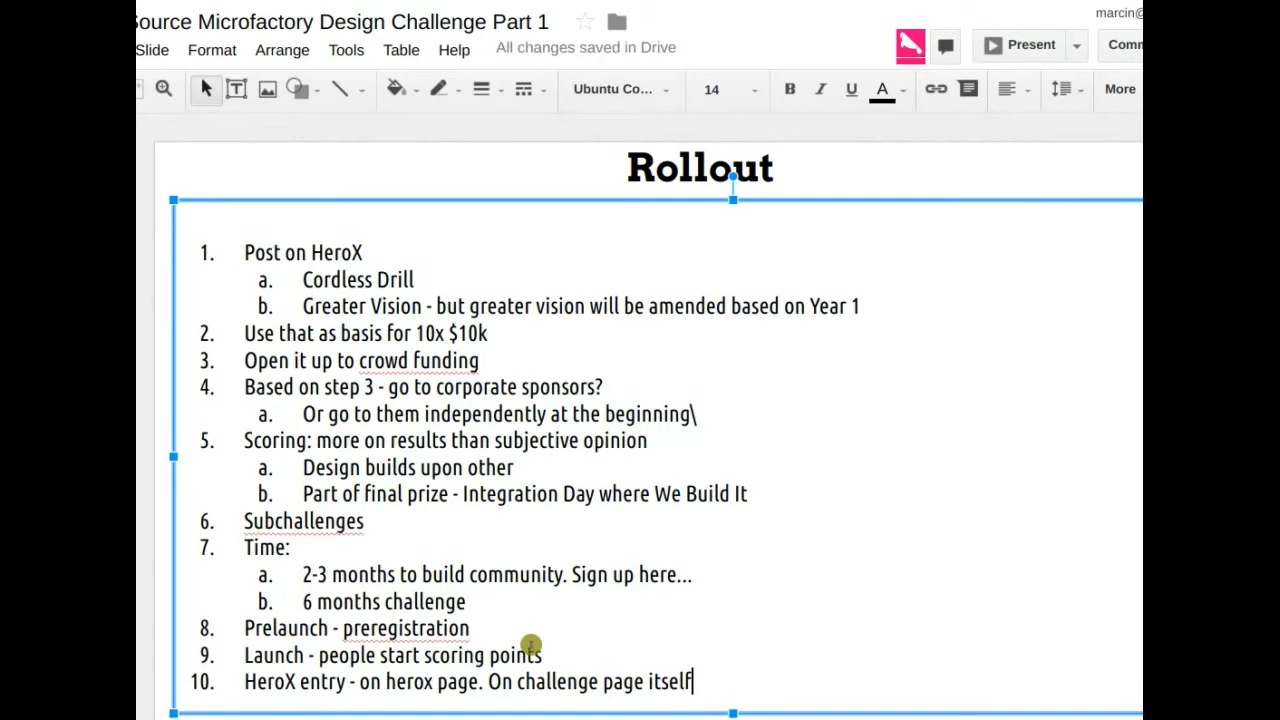 Source Microfactory Design Challenge Part 1
marcin@
Slide Format Arrange Tools Table Help All changes saved in Drive
Present
Comm
Ubuntu Co... 14 B I U A More
Rollout
1. Post on HeroX
a. Cordless Drill
b. Greater Vision - but greater vision will be amended based on Year 1
2. Use that as basis for 10x $10k
3. Open it up to crowd funding
4. Based on step 3 - go to corporate sponsors?
a. Or go to them independently at the beginning\
5. Scoring: more on results than subjective opinion
a. Design builds upon other
b. Part of final prize - Integration Day where We Build It
6. Subchallenges
7. Time:
a. 2-3 months to build community. Sign up here...
b. 6 months challenge
8. Prelaunch - preregistration
9. Launch - people start scoring points
10. HeroX entry - on herox page. On challenge page itself